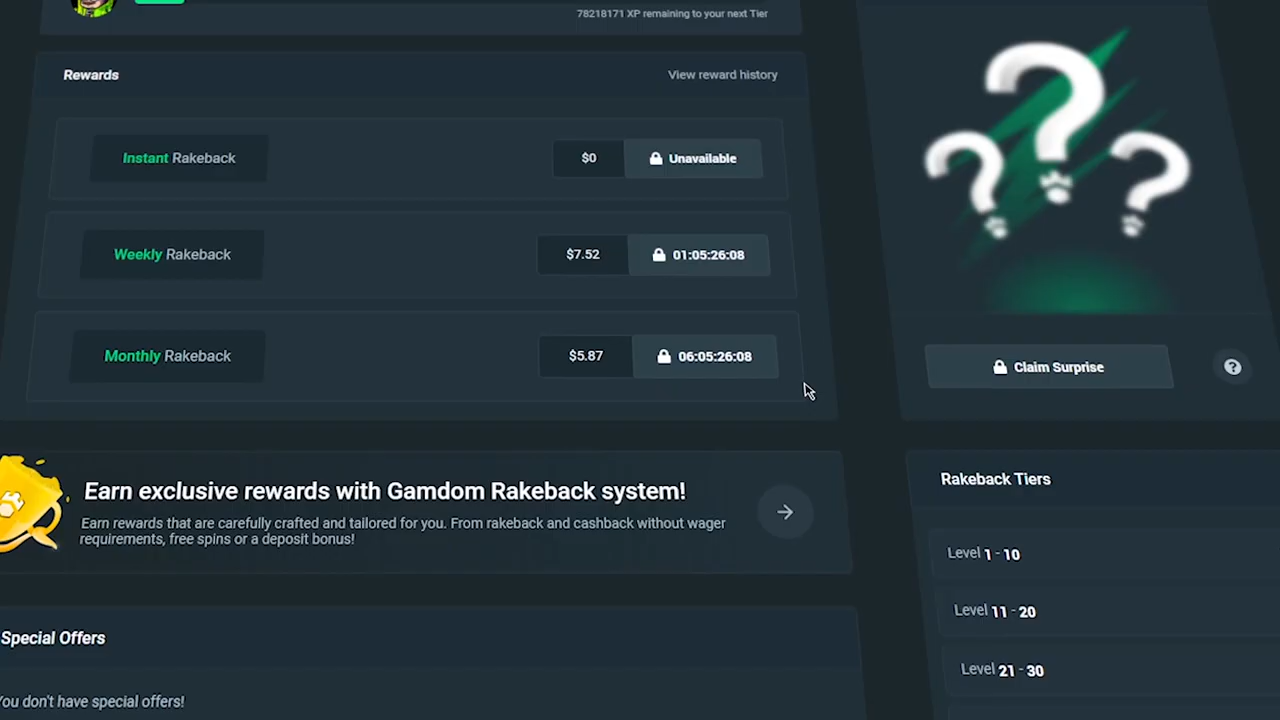 78218171 XP remaining to your next Tier
Rewards
View reward history
Instant Rakeback
$0
Unavailable
Weekly Rakeback
$7.52
01:05:26:08
Monthly Rakeback
$5.87
06:05:26:08
Claim Surprise
Earn exclusive rewards with Gamdom Rakeback system!
Earn rewards that are carefully crafted and tailored for you. From rakeback and cashback without wager
requirements, free spins or a deposit bonus!
Rakeback Tiers
Level 1 - 10
Level 11 - 20
Level 21 - 30
Special Offers
You don't have special offers!